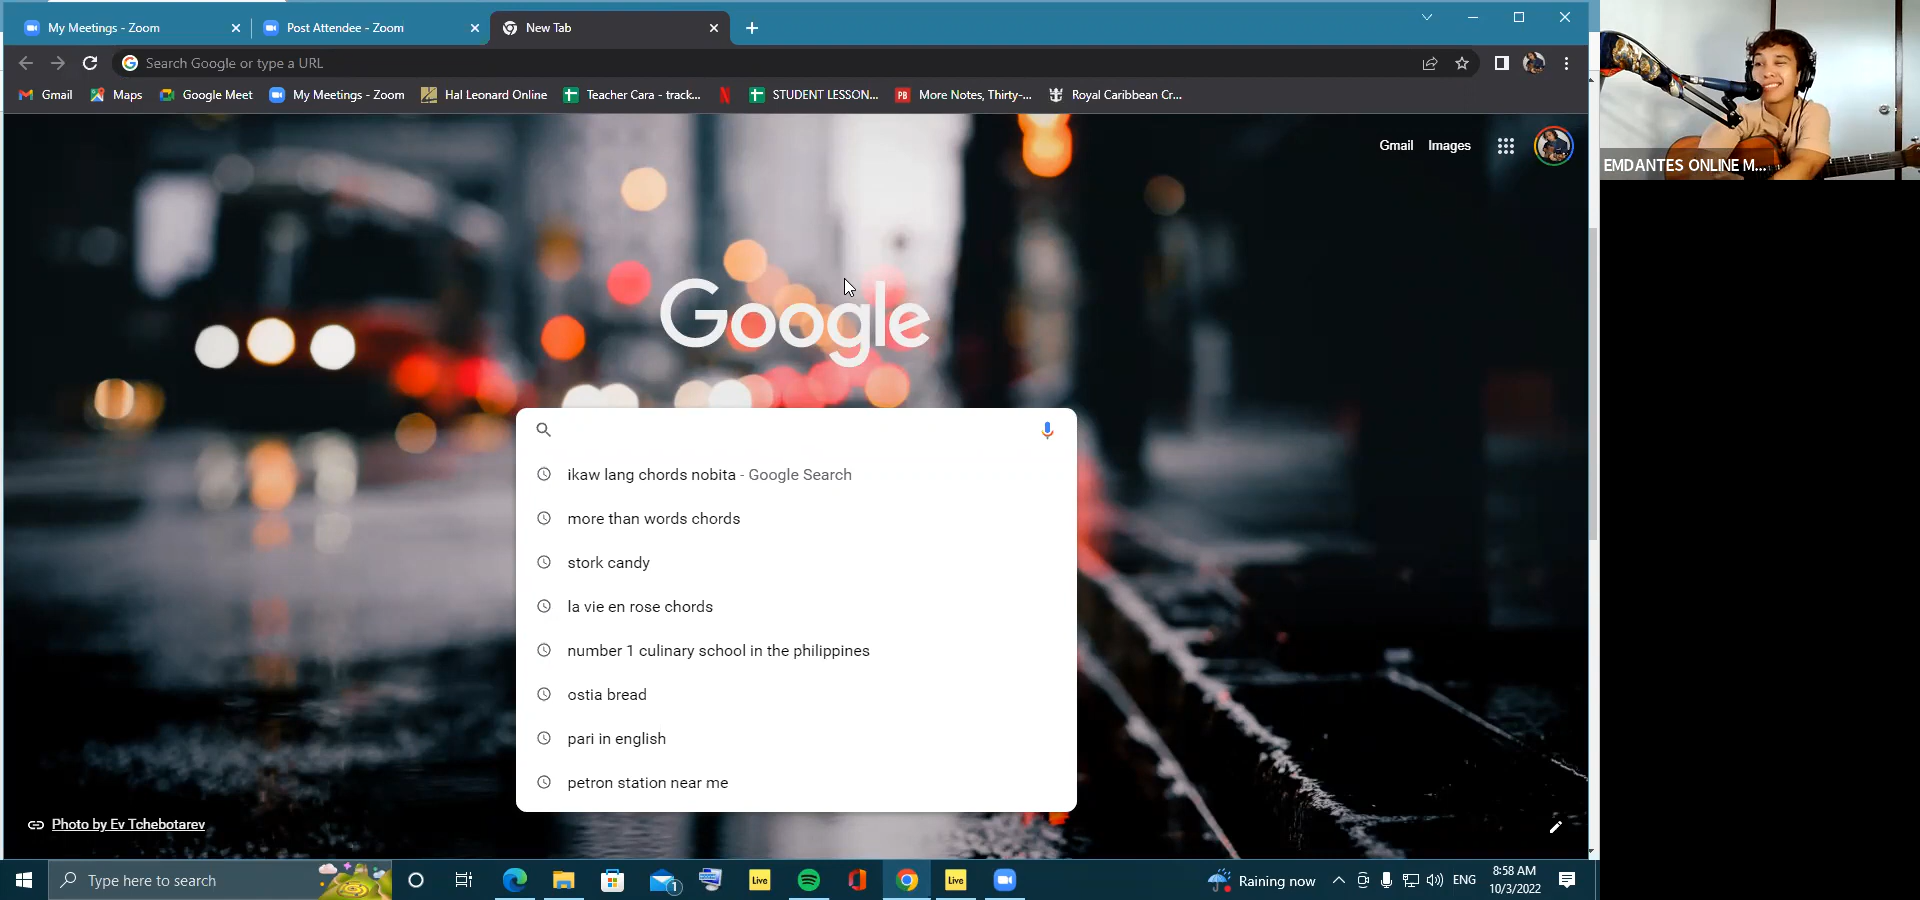 My Meetings - Zoom
Post Attendee - Zoom
New Tab
Search Google or type a URL
Gmail
Maps
Google Meet
My Meetings - Zoom
Hal Leonard Online
Teacher Cara - track...
STUDENT LESSON...
PB
More Notes, Thirty-...
Royal Caribbean Cr...
Gmail
Images
EMDANTES ONLINE M...
Google
ikaw lang chords nobita - Google Search
more than words chords
stork candy
la vie en rose chords
number 1 culinary school in the philippines
ostia bread
pari in english
petron station near me
Photo by Ev Tchebotarev
Type here to search
1
Live
Live
Raining now
ENG
8:58 AM
10/3/2022